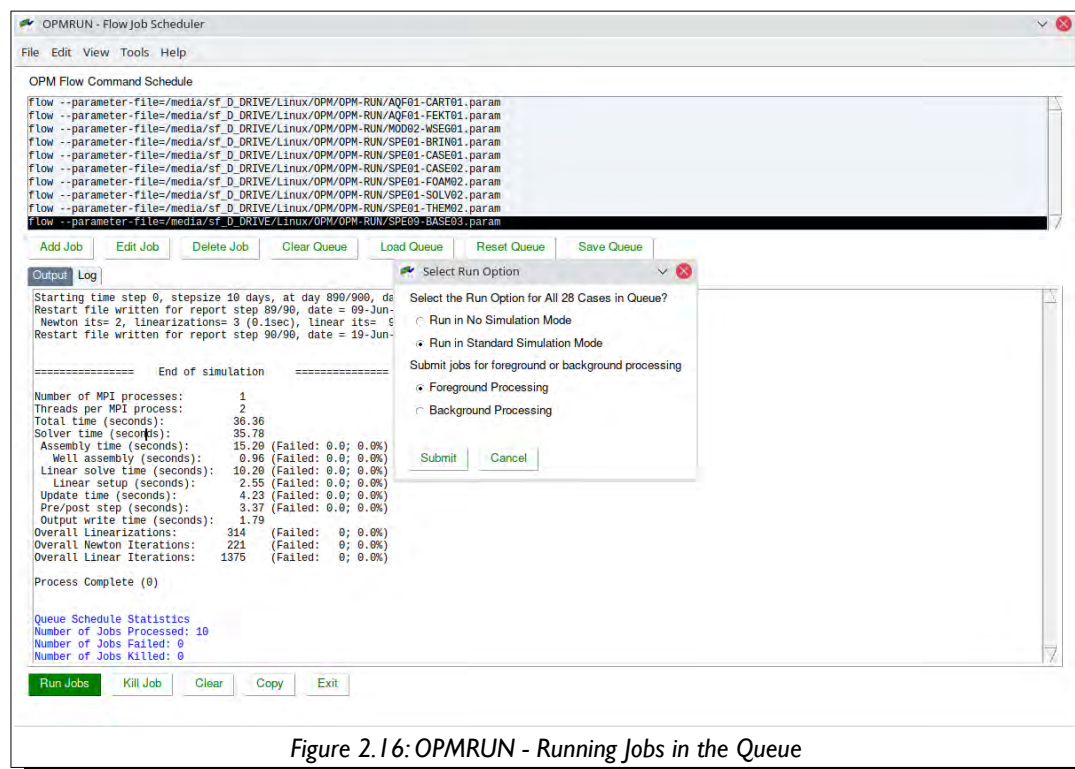 OPMRUN - Flow Job Scheduler
File Edit View Tools Help
OPM Flow Command Schedule
flow --parameter-file=/media/sf_D_DRIVE/Linux/OPM/OPM-RUN/AQF01-CART01.param
flow --parameter-file=/media/sf_D_DRIVE/Linux/OPM/OPM-RUN/AQF01-FEKT01.param
flow --parameter-file=/media/sf_D_DRIVE/Linux/OPM/OPM-RUN/MOD02-WSEG01.param
flow --parameter-file=/media/sf_D_DRIVE/Linux/OPM/OPM-RUN/SPE01-BRIN01.param
flow --parameter-file=/media/sf_D_DRIVE/Linux/OPM/OPM-RUN/SPE01-CASE01.param
flow --parameter-file=/media/sf_D_DRIVE/Linux/OPM/OPM-RUN/SPE01-CASE02.param
flow --parameter-file=/media/sf_D_DRIVE/Linux/OPM/OPM-RUN/SPE01-FOAM02.param
flow --parameter-file=/media/sf_D_DRIVE/Linux/OPM/OPM-RUN/SPE01-SOLV02.param
flow --parameter-file=/media/sf_D_DRIVE/Linux/OPM/OPM-RUN/SPE01-THEM02.param
flow --parameter-file=/media/sf_D_DRIVE/Linux/OPM/OPM-RUN/SPE09-BASE03.param
Add Job Edit Job Delete Job Clear Queue Load Queue Reset Queue Save Queue
Output Log
Starting time step 0, stepsize 10 days, at day 890/900, da
Restart file written for report step 89/90, date = 09-Jun-
Newton its= 2, linearizations= 3 (0.1sec), linear its= 9
Restart file written for report step 90/90, date = 19-Jun-
================ End of simulation ===============
Number of MPI processes: 1
Threads per MPI process: 2
Total time (seconds): 36.36
Solver time (seconds): 35.78
Assembly time (seconds): 15.20 (Failed: 0.0; 0.0%)
Well assembly (seconds): 0.96 (Failed: 0.0; 0.0%)
Linear solve time (seconds): 10.20 (Failed: 0.0; 0.0%)
Linear setup (seconds): 2.55 (Failed: 0.0; 0.0%)
Update time (seconds): 4.23 (Failed: 0.0; 0.0%)
Pre/post step (seconds): 3.37 (Failed: 0.0; 0.0%)
Output write time (seconds): 1.79
Overall Linearizations: 314 (Failed: 0; 0.0%)
Overall Newton Iterations: 221 (Failed: 0; 0.0%)
Overall Linear Iterations: 1375 (Failed: 0; 0.0%)
Process Complete (0)
Queue Schedule Statistics
Number of Jobs Processed: 10
Number of Jobs Failed: 0
Number of Jobs Killed: 0
Select Run Option
Select the Run Option for All 28 Cases in Queue?
Run in No Simulation Mode
Run in Standard Simulation Mode
Submit jobs for foreground or background processing
Foreground Processing
Background Processing
Submit Cancel
Run Jobs Kill Job Clear Copy Exit
Figure 2.16: OPMRUN - Running Jobs in the Queue